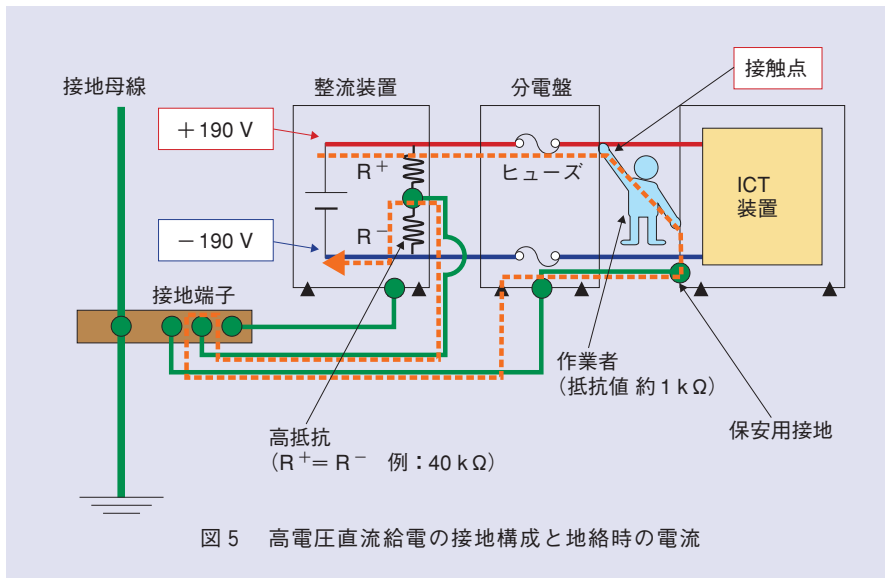 接地母線
整流装置
分電盤
接触点
+190 V
R+
ヒューズ
ICT
装置
R−
−190 V
接地端子
作業者
(抵抗値 約1 kΩ)
保安用接地
高抵抗
(R+= R− 例:40 kΩ)
図5 高電圧直流給電の接地構成と地絡時の電流